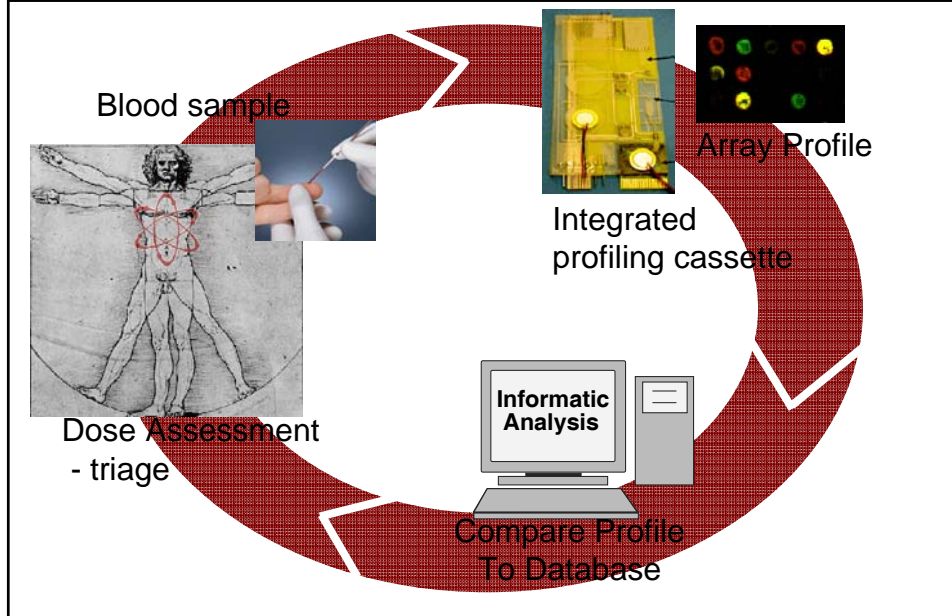 Blood sample
Array Profile
Integrated
profiling cassette
Informatic
Analysis
Compare Profile
To Database
Dose Assessment
- triage